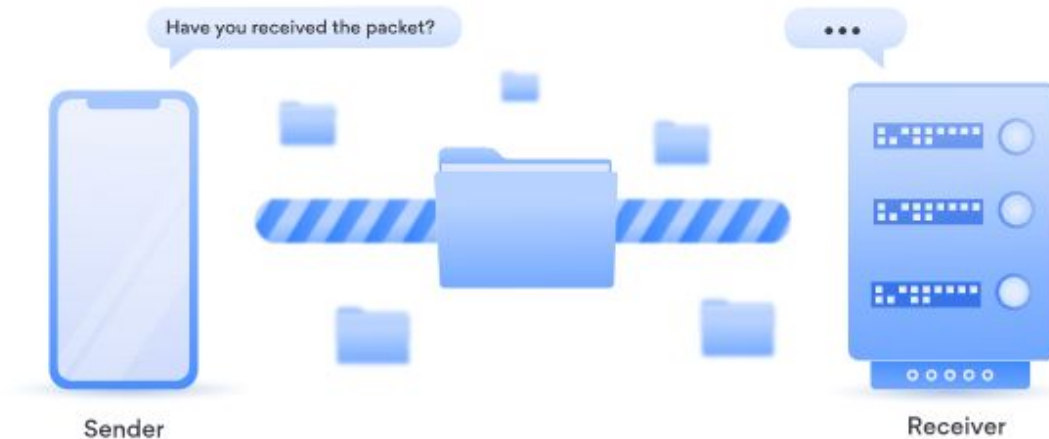 Have you received the packet?
•••
Sender
Receiver